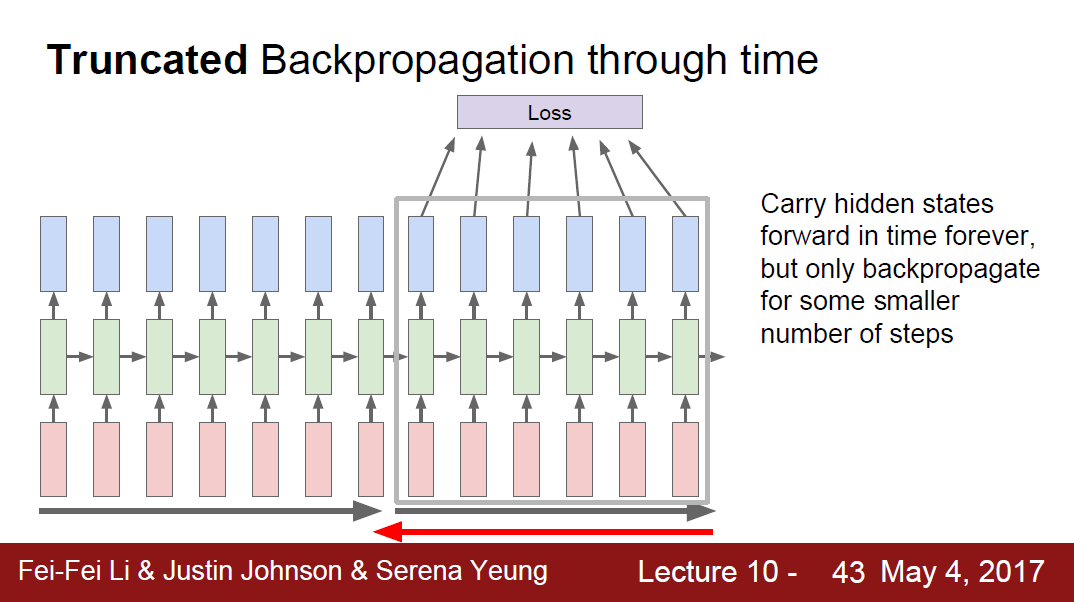 Truncated Backpropagation through time
Loss
Carry hidden states
forward in time forever,
but only backpropagate
for some smaller
number of steps
Fei-Fei Li & Justin Johnson & Serena Yeung
Lecture 10 - 43 May 4, 2017